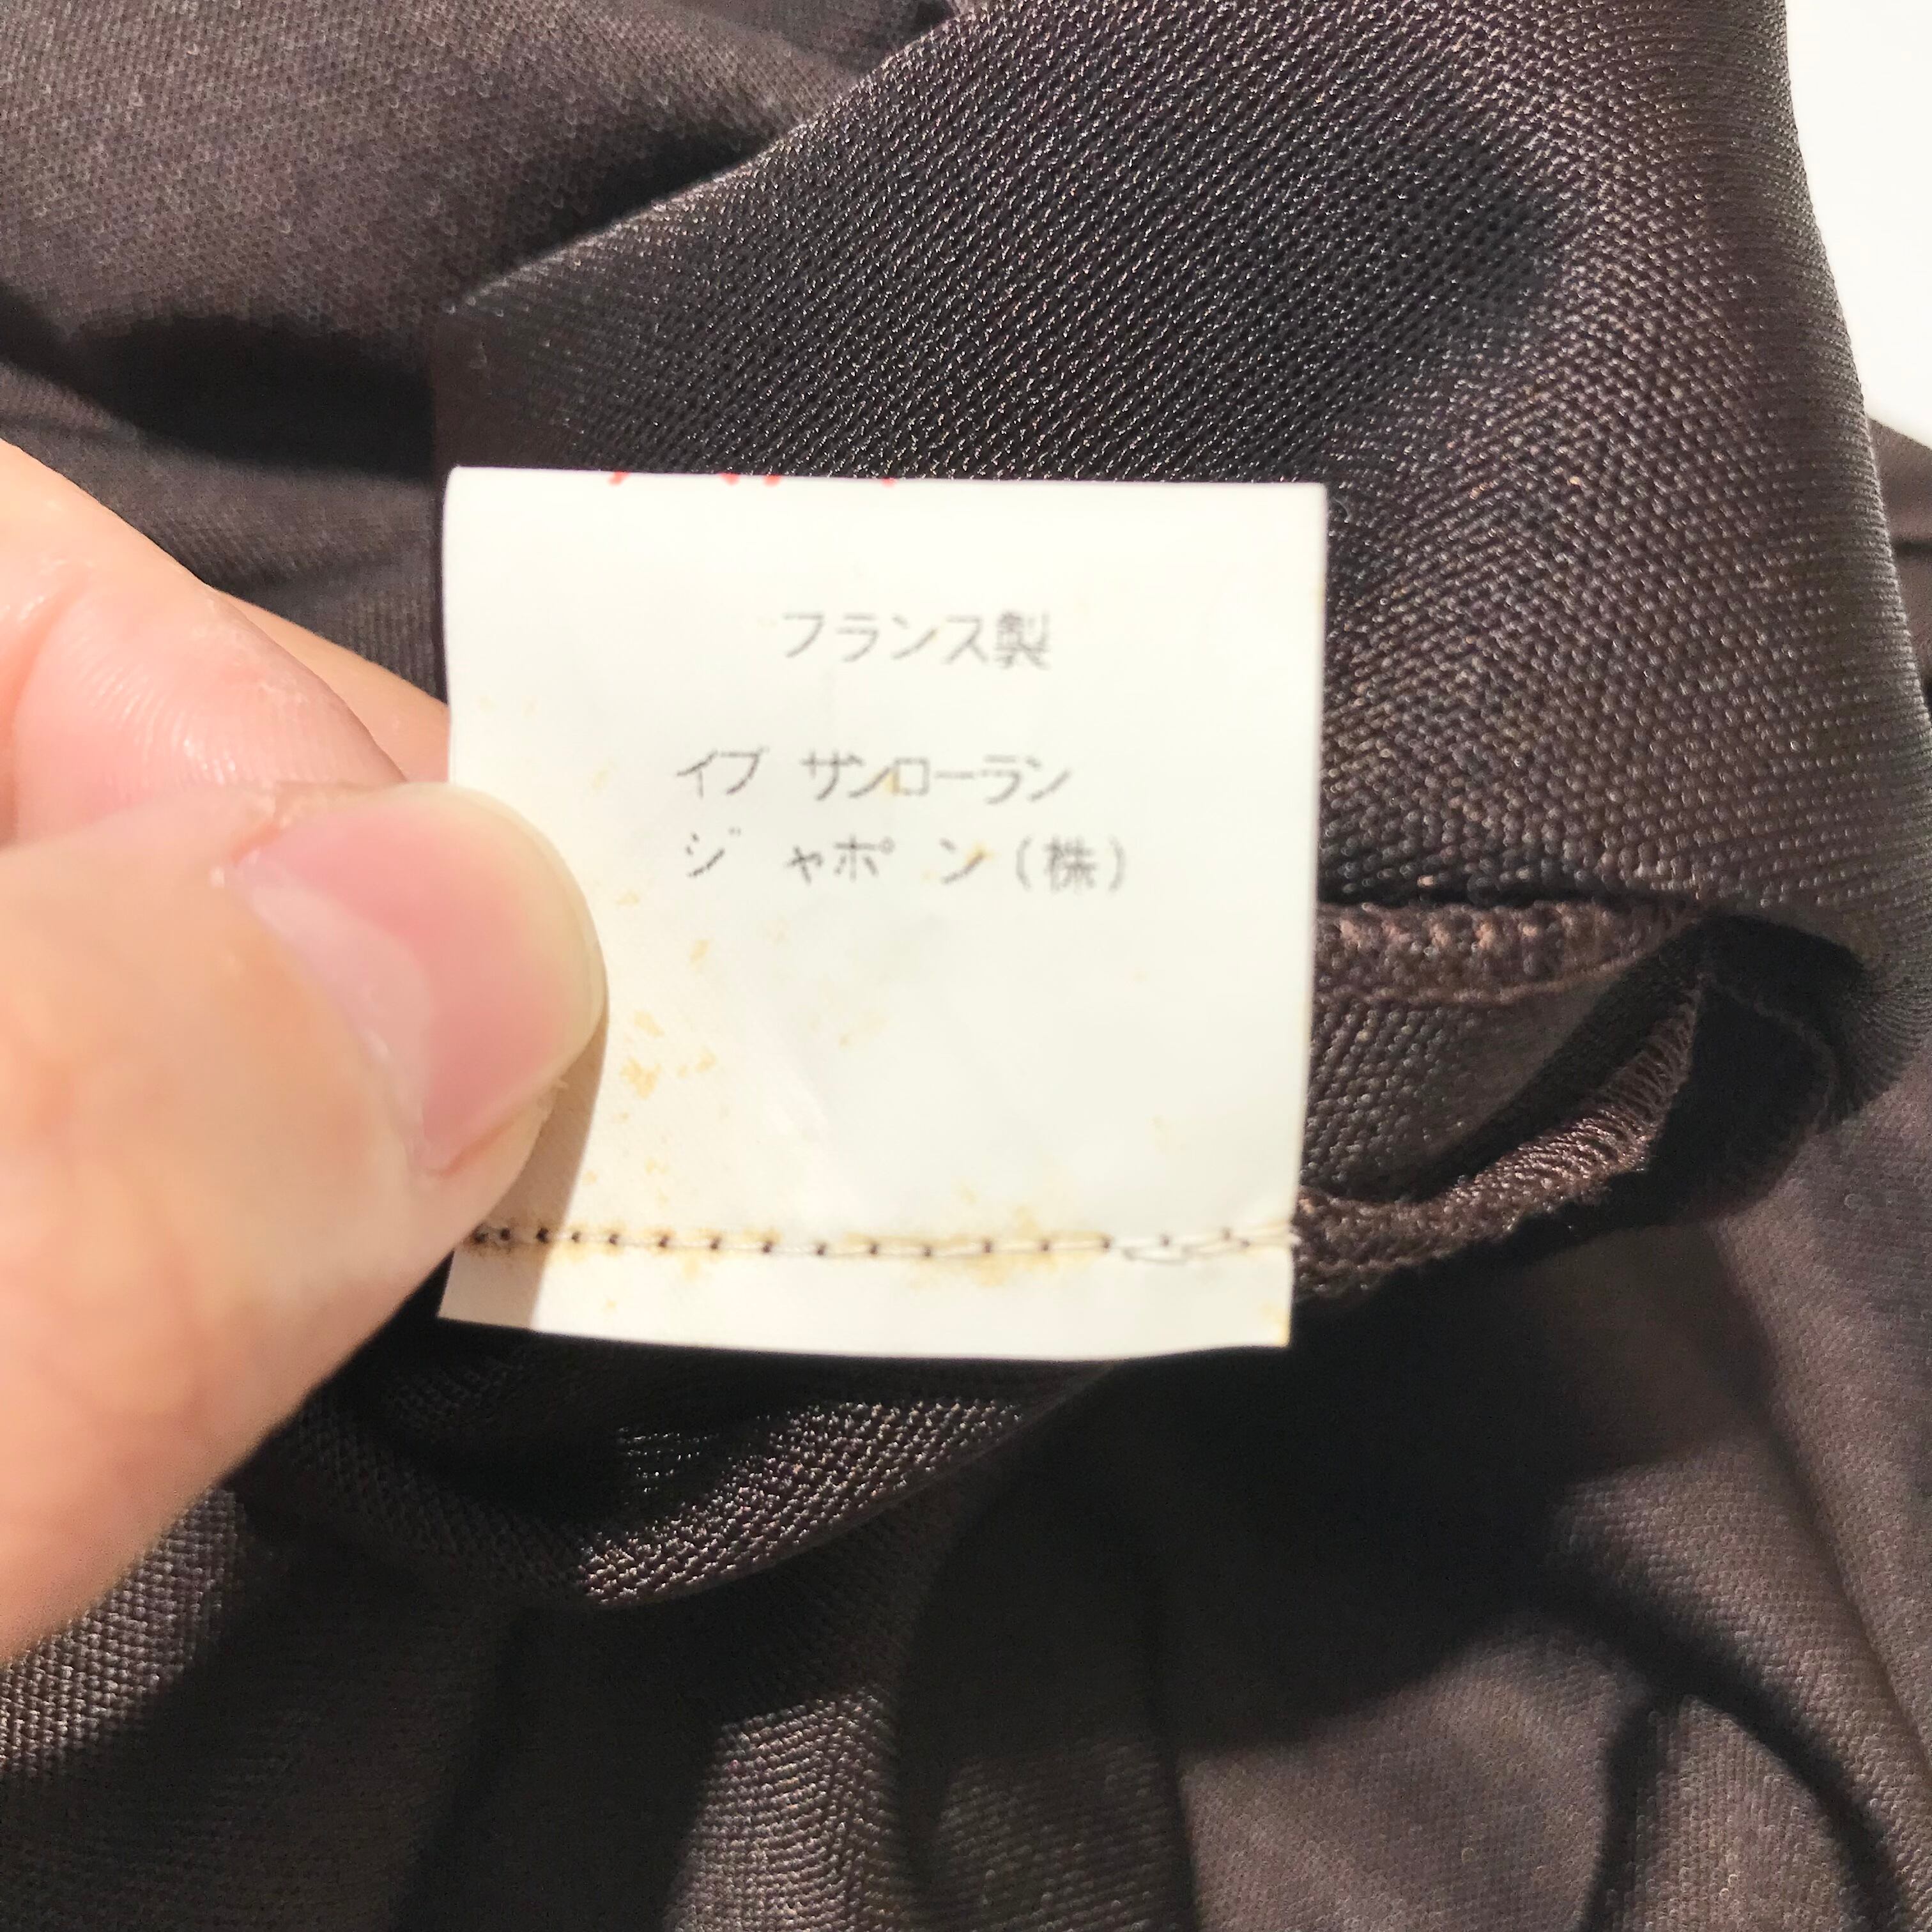 フランス製
イブ サンローラン
ジャポン(株)